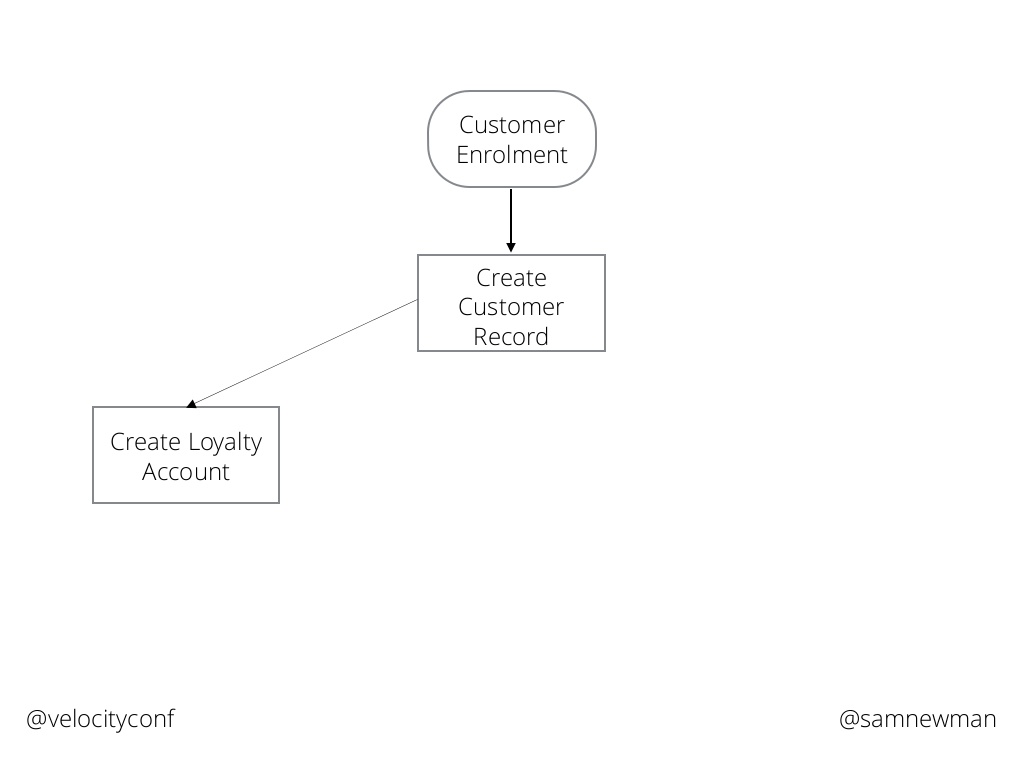 Customer
Enrolment
Create
Customer
Record
Create Loyalty
Account
@velocityconf
@samnewman